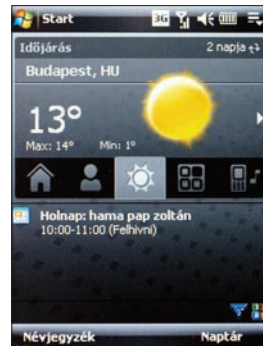 Start 3G
Időjárás 2 napja
Budapest, HU
13°
Max: 14° Min: 1°
Holnap: hama pap zoltán
10:00-11:00 (Felhivni)
Névjegyzék Naptár